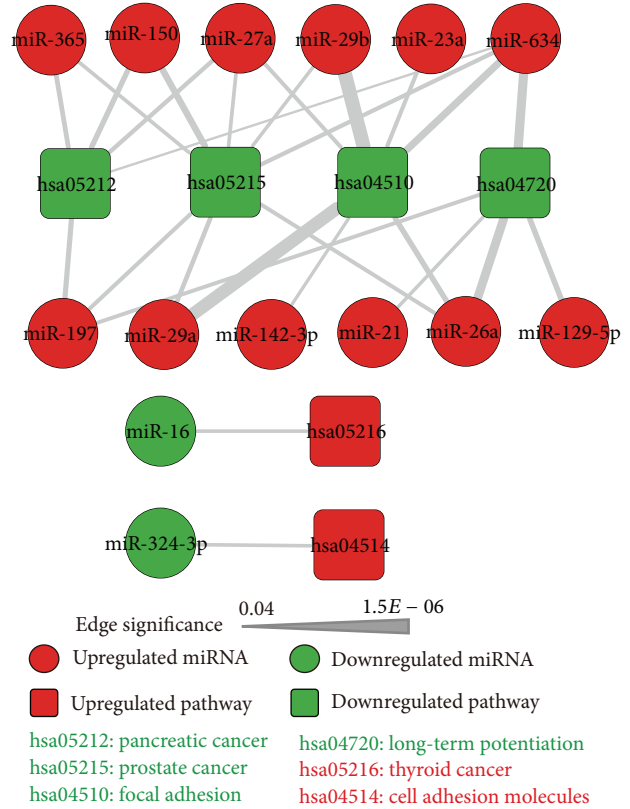 miR-365 miR-150 miR-27a miR-29b miR-23a miR-634
hsa05212 hsa05215 hsa04510 hsa04720
miR-197 miR-29a miR-142-3p miR-21 miR-26a miR-129-5p
miR-16 hsa05216
miR-324-3p hsa04514
Edge significance 0.04 1.5E − 06
Upregulated miRNA Downregulated miRNA
Upregulated pathway Downregulated pathway
hsa05212: pancreatic cancer hsa04720: long-term potentiation
hsa05215: prostate cancer hsa05216: thyroid cancer
hsa04510: focal adhesion hsa04514: cell adhesion molecules